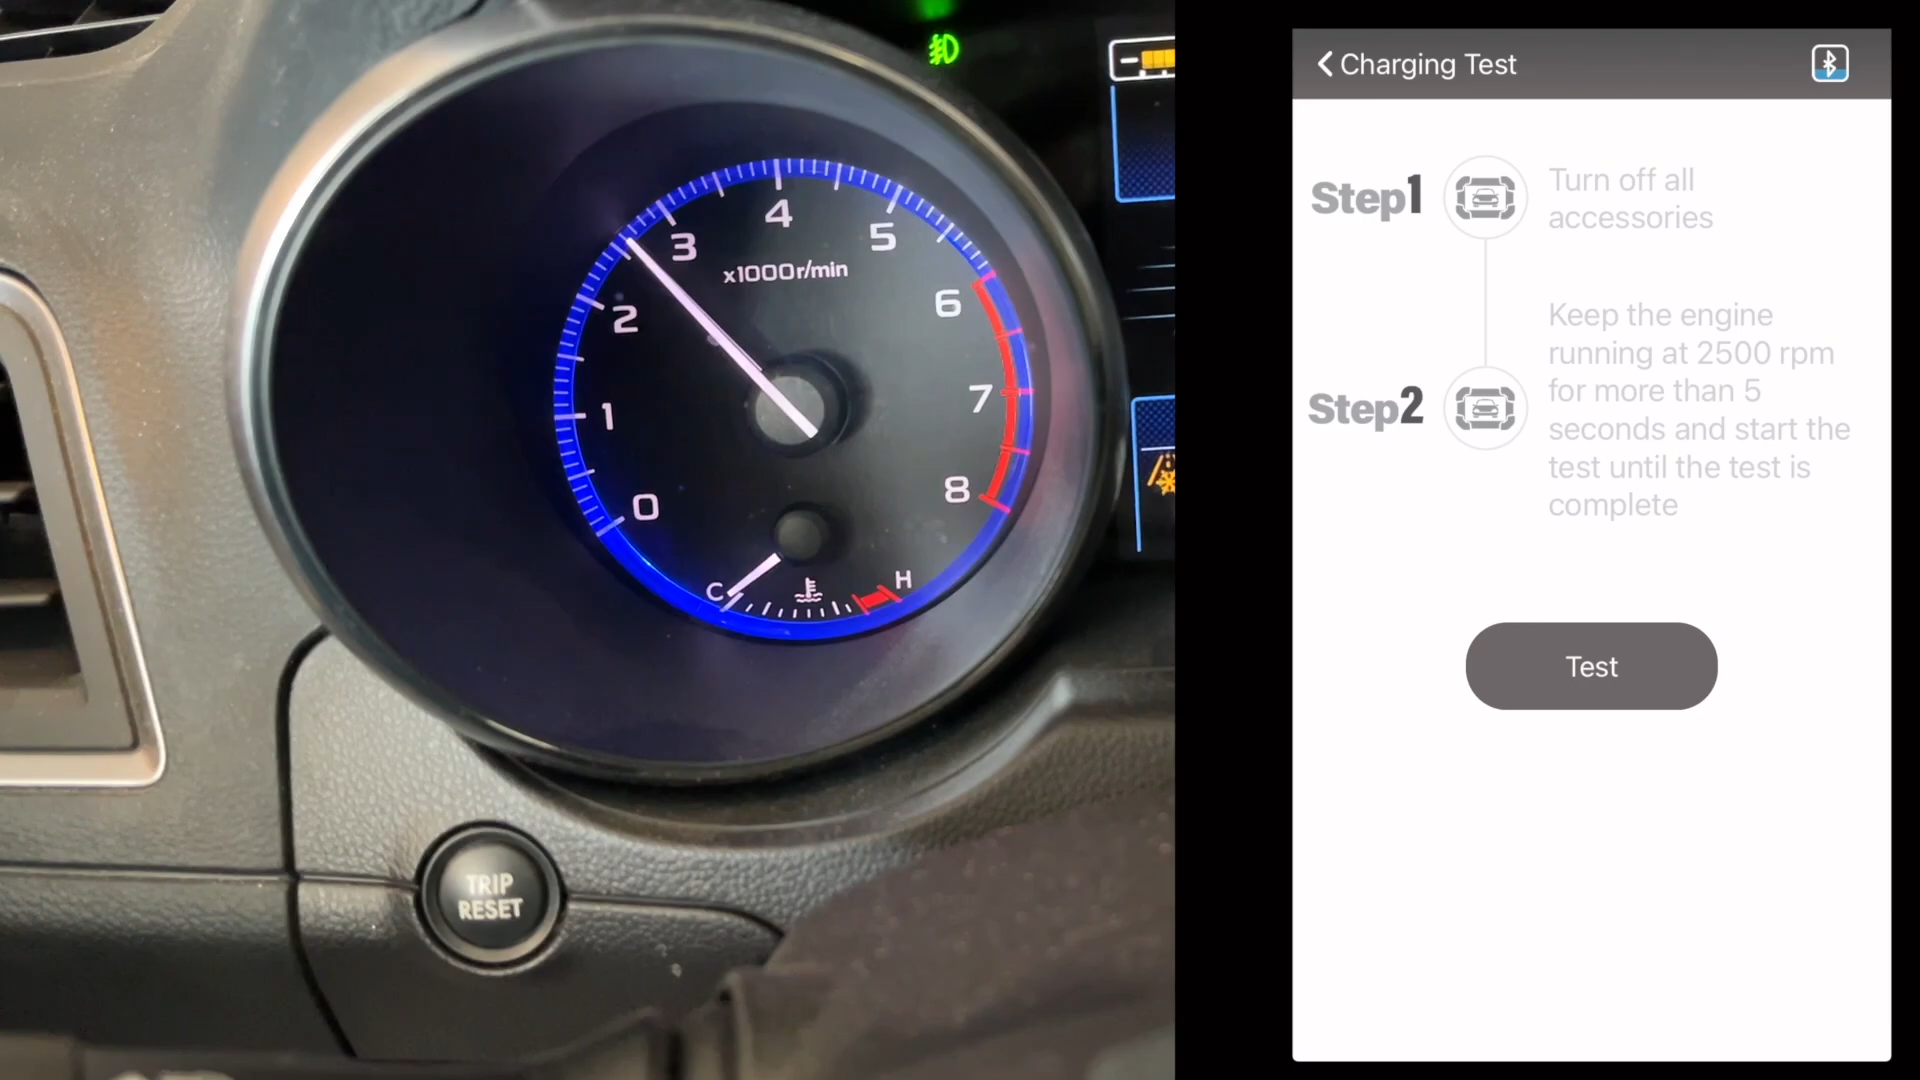 0
1
2
3
4
5
6
7
8
x1000r/min
C
H
TRIP
RESET
Charging Test
Step1
Turn off all
accessories
Step2
Keep the engine
running at 2500 rpm
for more than 5
seconds and start the
test until the test is
complete
Test